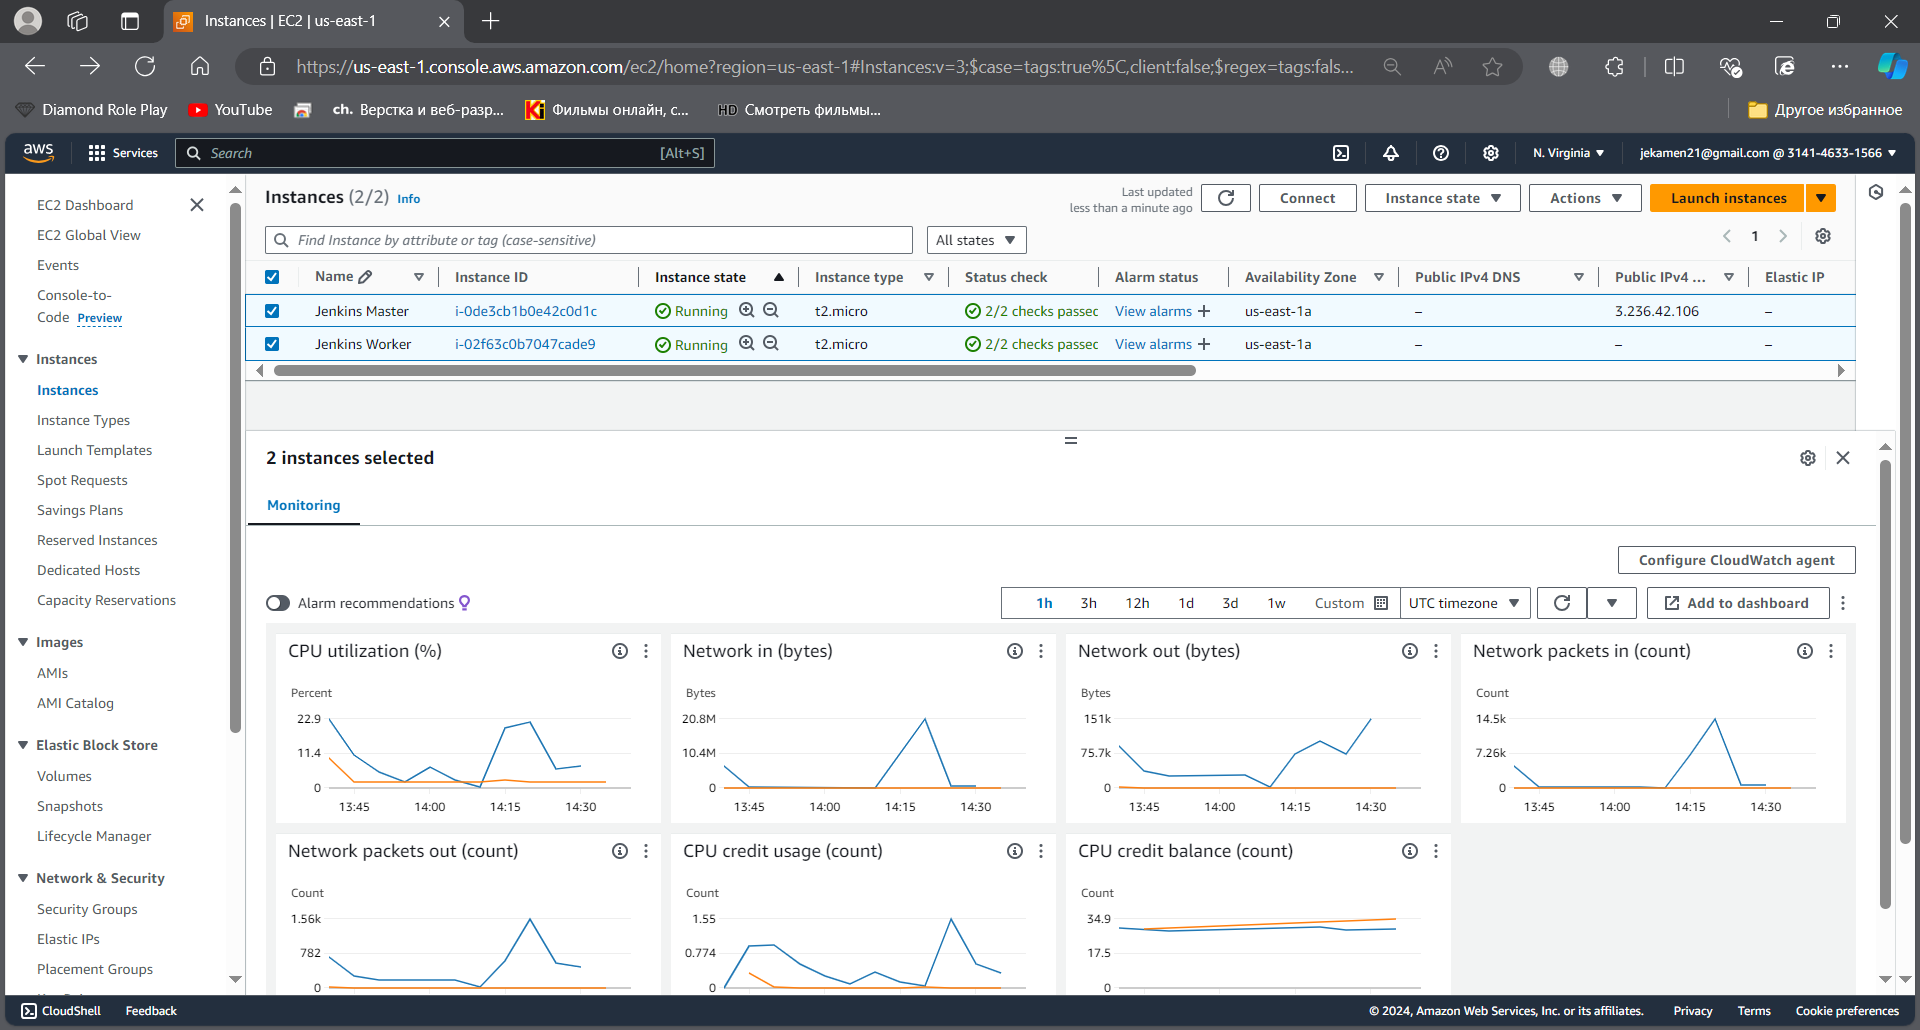 Instances | EC2 | us-east-1
https://us-east-1.console.aws.amazon.com/ec2/home?region=us-east-1#Instances:v=3;$case=tags:true%5C,client:false;$regex=tags:fals...
Diamond Role Play
YouTube
ch. Верстка и веб-разр...
Ki Фильмы онлайн, с...
HD Смотреть фильмы...
Другое избранное
aws
Services
Search
[Alt+S]
N. Virginia
jekamen21@gmail.com @ 3141-4633-1566
EC2 Dashboard
EC2 Global View
Events
Console-to-
Code Preview
Instances
Instances
Instance Types
Launch Templates
Spot Requests
Savings Plans
Reserved Instances
Dedicated Hosts
Capacity Reservations
Images
AMIs
AMI Catalog
Elastic Block Store
Volumes
Snapshots
Lifecycle Manager
Network & Security
Security Groups
Elastic IPs
Placement Groups
Instances (2/2) Info
Last updated
less than a minute ago
Connect
Instance state
Actions
Launch instances
Find Instance by attribute or tag (case-sensitive)
All states
1
Name Instance ID Instance state Instance type Status check Alarm status Availability Zone Public IPv4 DNS Public IPv4 ... Elastic IP
Jenkins Master i-0de3cb1b0e42c0d1c Running t2.micro 2/2 checks passec View alarms + us-east-1a – 3.236.42.106 –
Jenkins Worker i-02f63c0b7047cade9 Running t2.micro 2/2 checks passec View alarms + us-east-1a – – –
2 instances selected
Monitoring
Configure CloudWatch agent
Alarm recommendations
1h 3h 12h 1d 3d 1w Custom
UTC timezone
Add to dashboard
CPU utilization (%)
Percent
22.9
11.4
0
13:45 14:00 14:15 14:30
Network in (bytes)
Bytes
20.8M
10.4M
0
13:45 14:00 14:15 14:30
Network out (bytes)
Bytes
151k
75.7k
0
13:45 14:00 14:15 14:30
Network packets in (count)
Count
14.5k
7.26k
0
13:45 14:00 14:15 14:30
Network packets out (count)
Count
1.56k
782
0
CPU credit usage (count)
Count
1.55
0.774
0
CPU credit balance (count)
Count
34.9
17.5
0
CloudShell
Feedback
© 2024, Amazon Web Services, Inc. or its affiliates.
Privacy
Terms
Cookie preferences